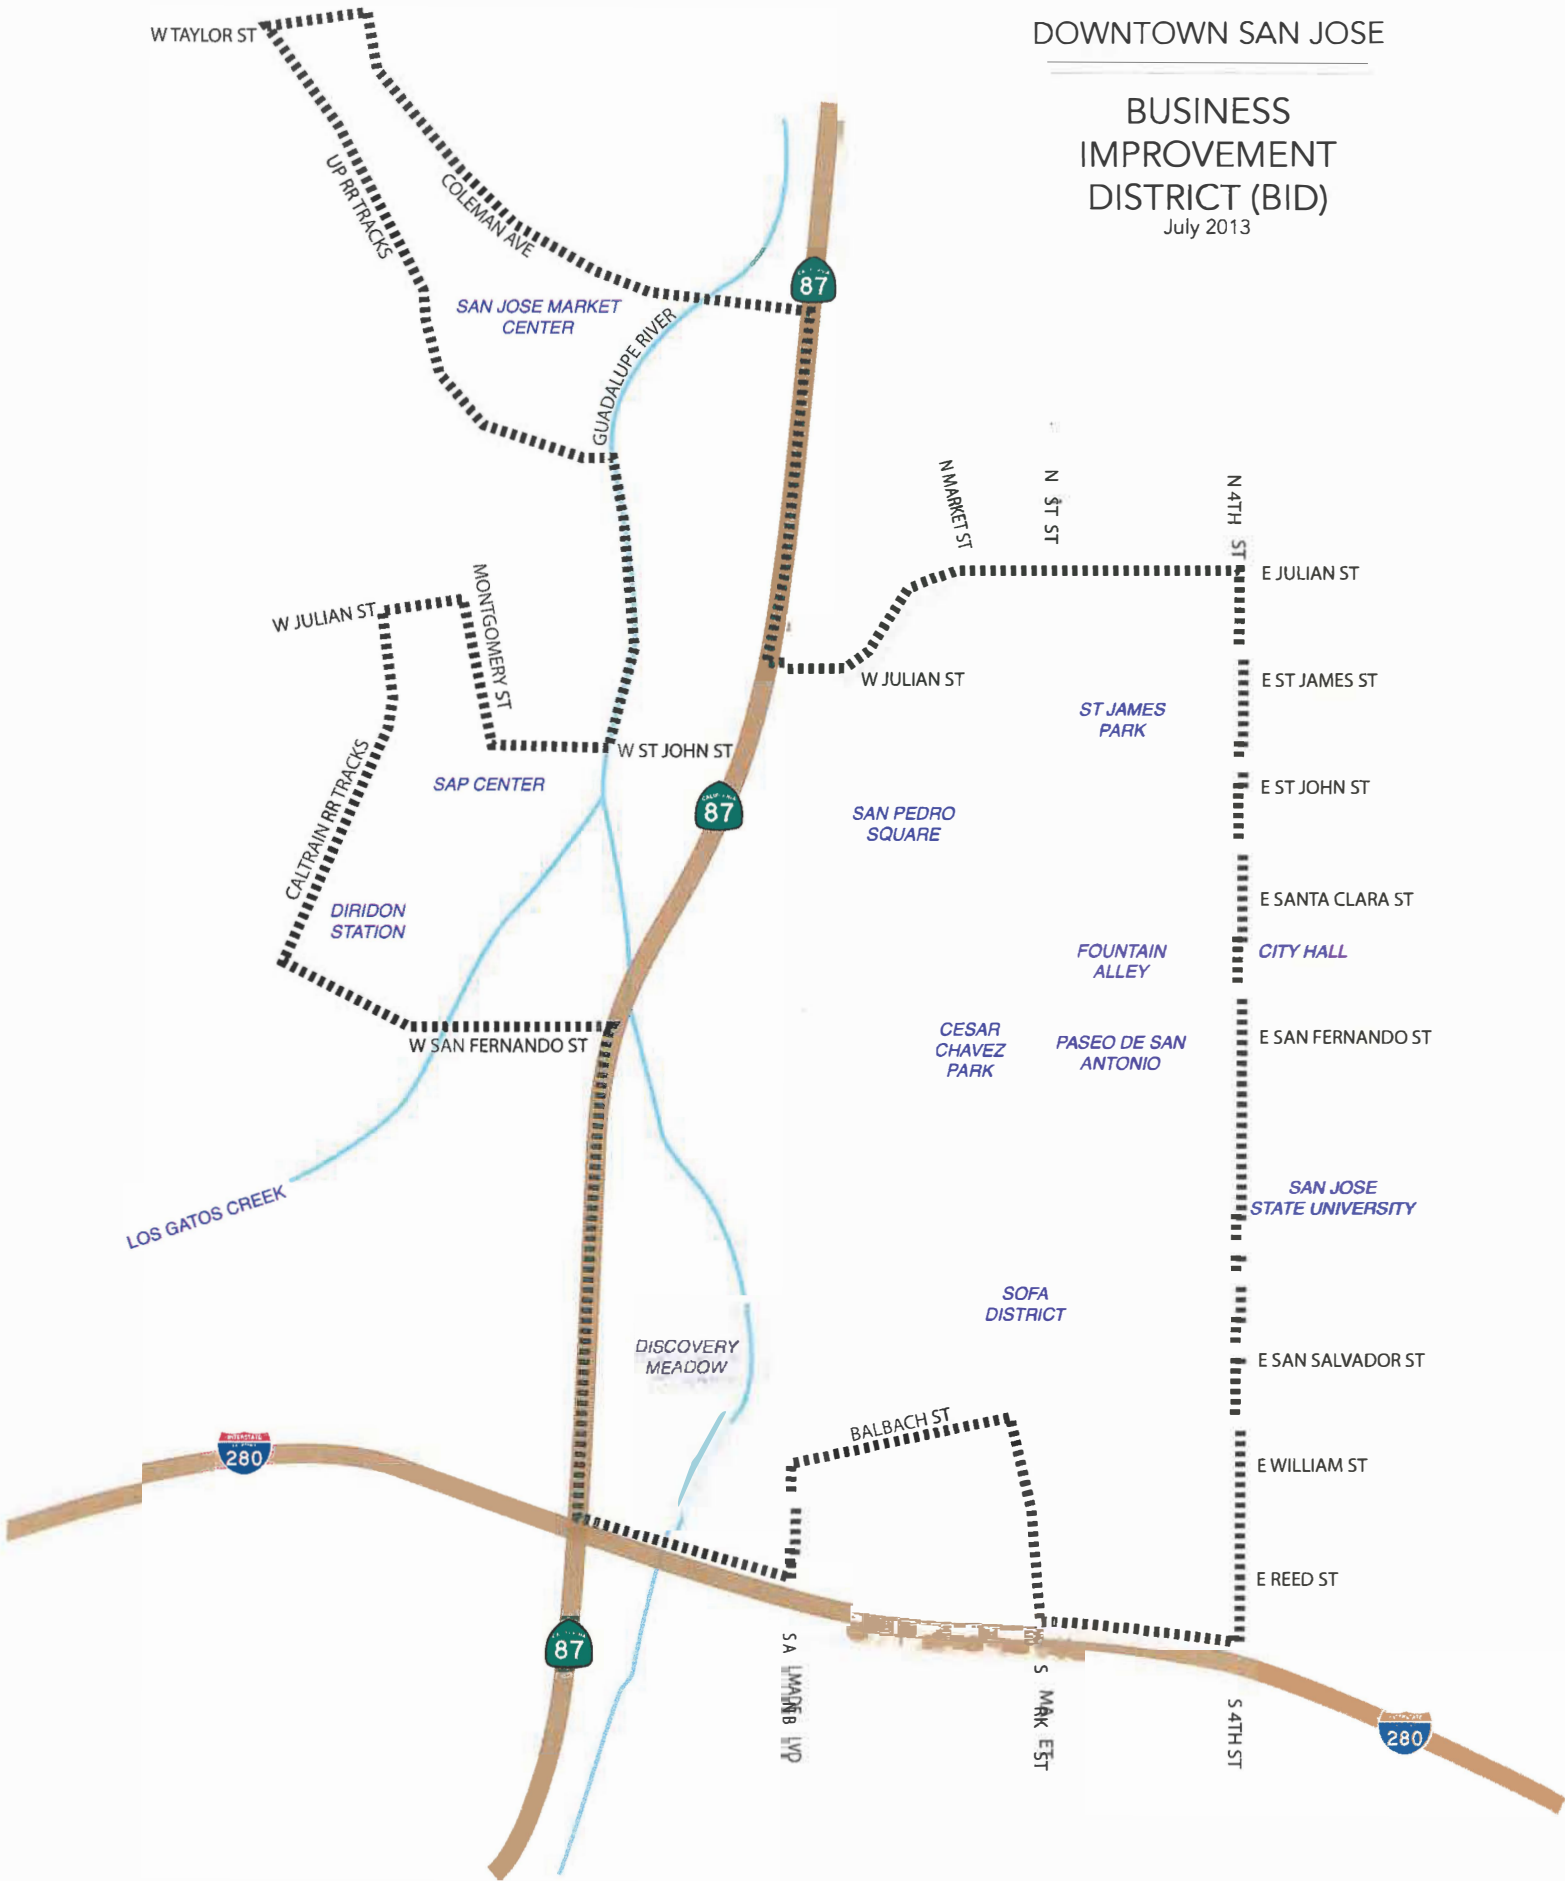 DOWNTOWN SAN JOSE
BUSINESS
IMPROVEMENT
DISTRICT (BID)
July 2013
W TAYLOR ST
UP RR TRACKS
COLEMAN AVE
SAN JOSE MARKET
CENTER
GUADALUPE RIVER
87
N MARKET ST
N 4TH ST
E JULIAN ST
W JULIAN ST
MONTGOMERY ST
W JULIAN ST
E ST JAMES ST
ST JAMES
PARK
W ST JOHN ST
CALTRAIN RR TRACKS
SAP CENTER
87
E ST JOHN ST
SAN PEDRO
SQUARE
E SANTA CLARA ST
DIRIDON
STATION
FOUNTAIN
ALLEY
CITY HALL
CESAR
CHAVEZ
PARK
PASEO DE SAN
ANTONIO
E SAN FERNANDO ST
W SAN FERNANDO ST
LOS GATOS CREEK
SAN JOSE
STATE UNIVERSITY
SOFA
DISTRICT
DISCOVERY
MEADOW
E SAN SALVADOR ST
BALBACH ST
INTERSTATE
280
E WILLIAM ST
E REED ST
87
S 4TH ST
280